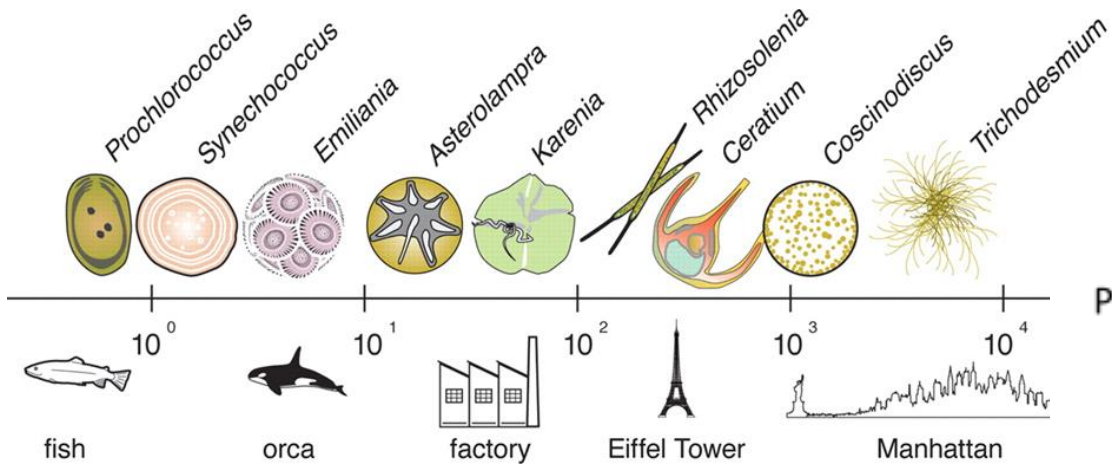 Prochlorococcus
Synechococcus
Emiliania
Asterolampra
Karenia
Rhizosolenia
Ceratium
Coscinodiscus
Trichodesmium
P
10⁰ 10¹ 10² 10³ 10⁴
fish orca factory Eiffel Tower Manhattan